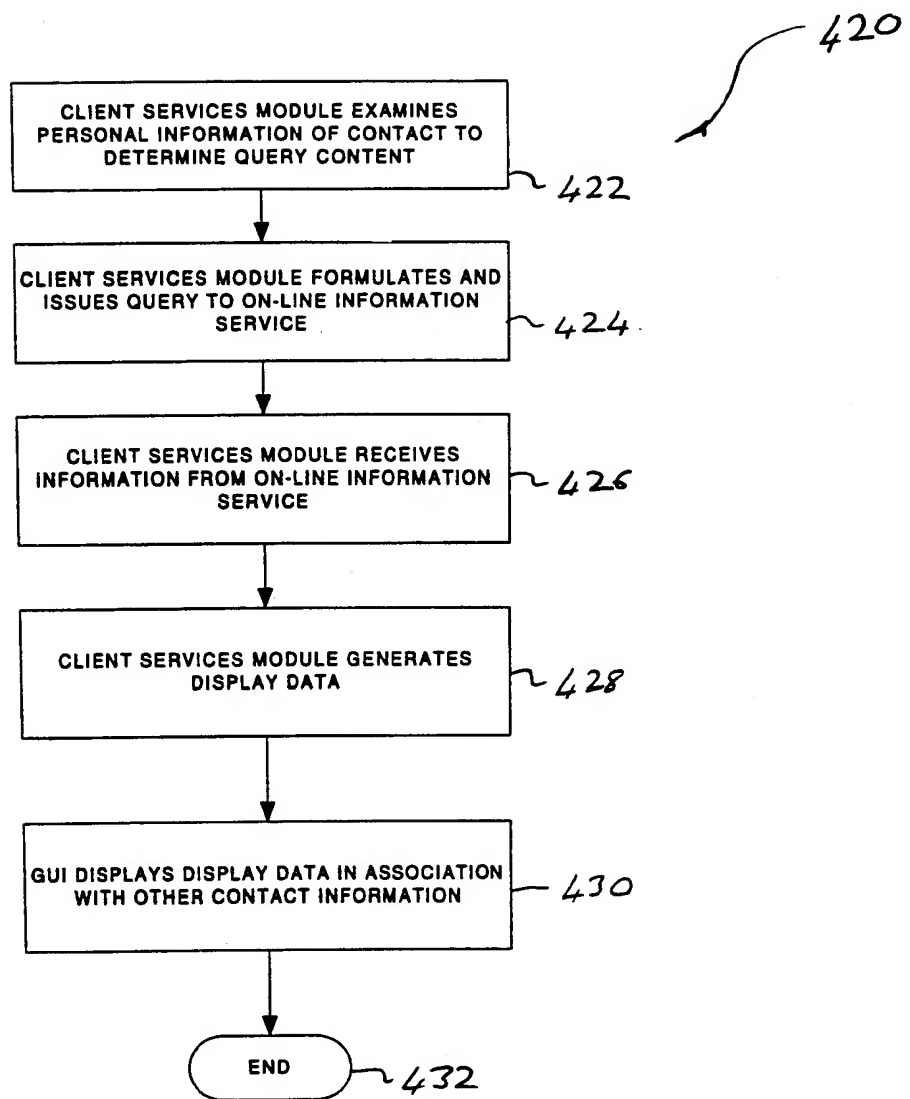 420
CLIENT SERVICES MODULE EXAMINES
PERSONAL INFORMATION OF CONTACT TO
DETERMINE QUERY CONTENT
422
CLIENT SERVICES MODULE FORMULATES AND
ISSUES QUERY TO ON-LINE INFORMATION
SERVICE
424
CLIENT SERVICES MODULE RECEIVES
INFORMATION FROM ON-LINE INFORMATION
SERVICE
426
CLIENT SERVICES MODULE GENERATES
DISPLAY DATA
428
GUI DISPLAYS DISPLAY DATA IN ASSOCIATION
WITH OTHER CONTACT INFORMATION
430
END
432